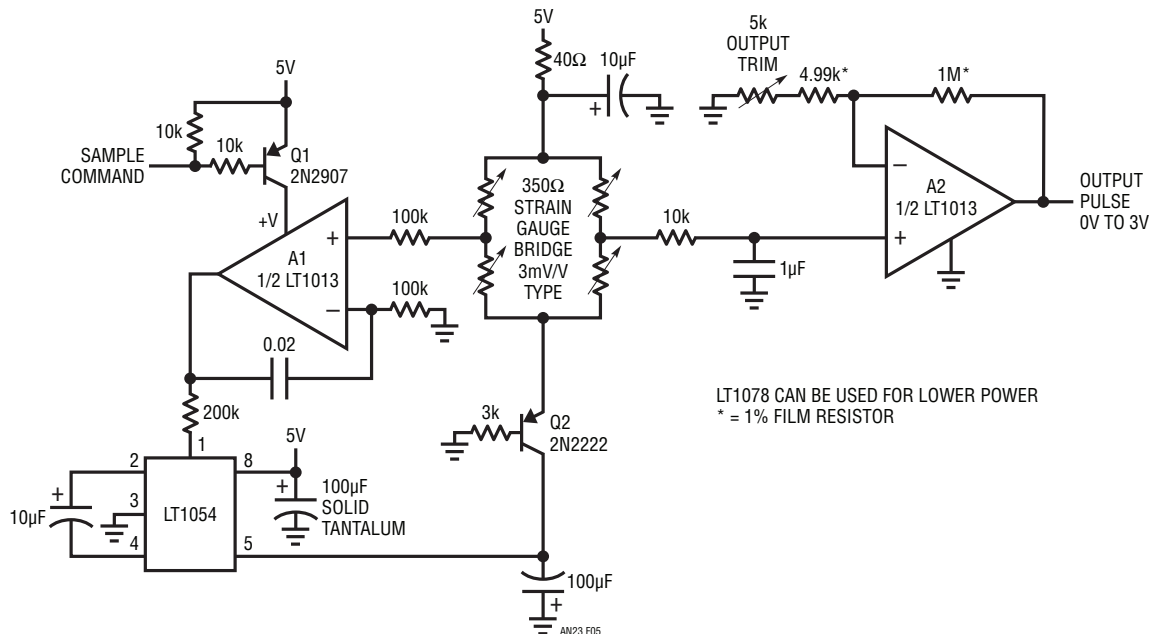 5V
40Ω
10µF
+
5k
OUTPUT
TRIM
4.99k*
1M*
5V
10k
10k
SAMPLE
COMMAND
Q1
2N2907
+V
A1
1/2 LT1013
+
–
100k
100k
350Ω
STRAIN
GAUGE
BRIDGE
3mV/V
TYPE
10k
1µF
–
+
A2
1/2 LT1013
OUTPUT
PULSE
0V TO 3V
0.02
200k
LT1078 CAN BE USED FOR LOWER POWER
* = 1% FILM RESISTOR
3k
Q2
2N2222
1
2
3
4
8
5
LT1054
+
10µF
5V
+
100µF
SOLID
TANTALUM
100µF
+
AN23 F05